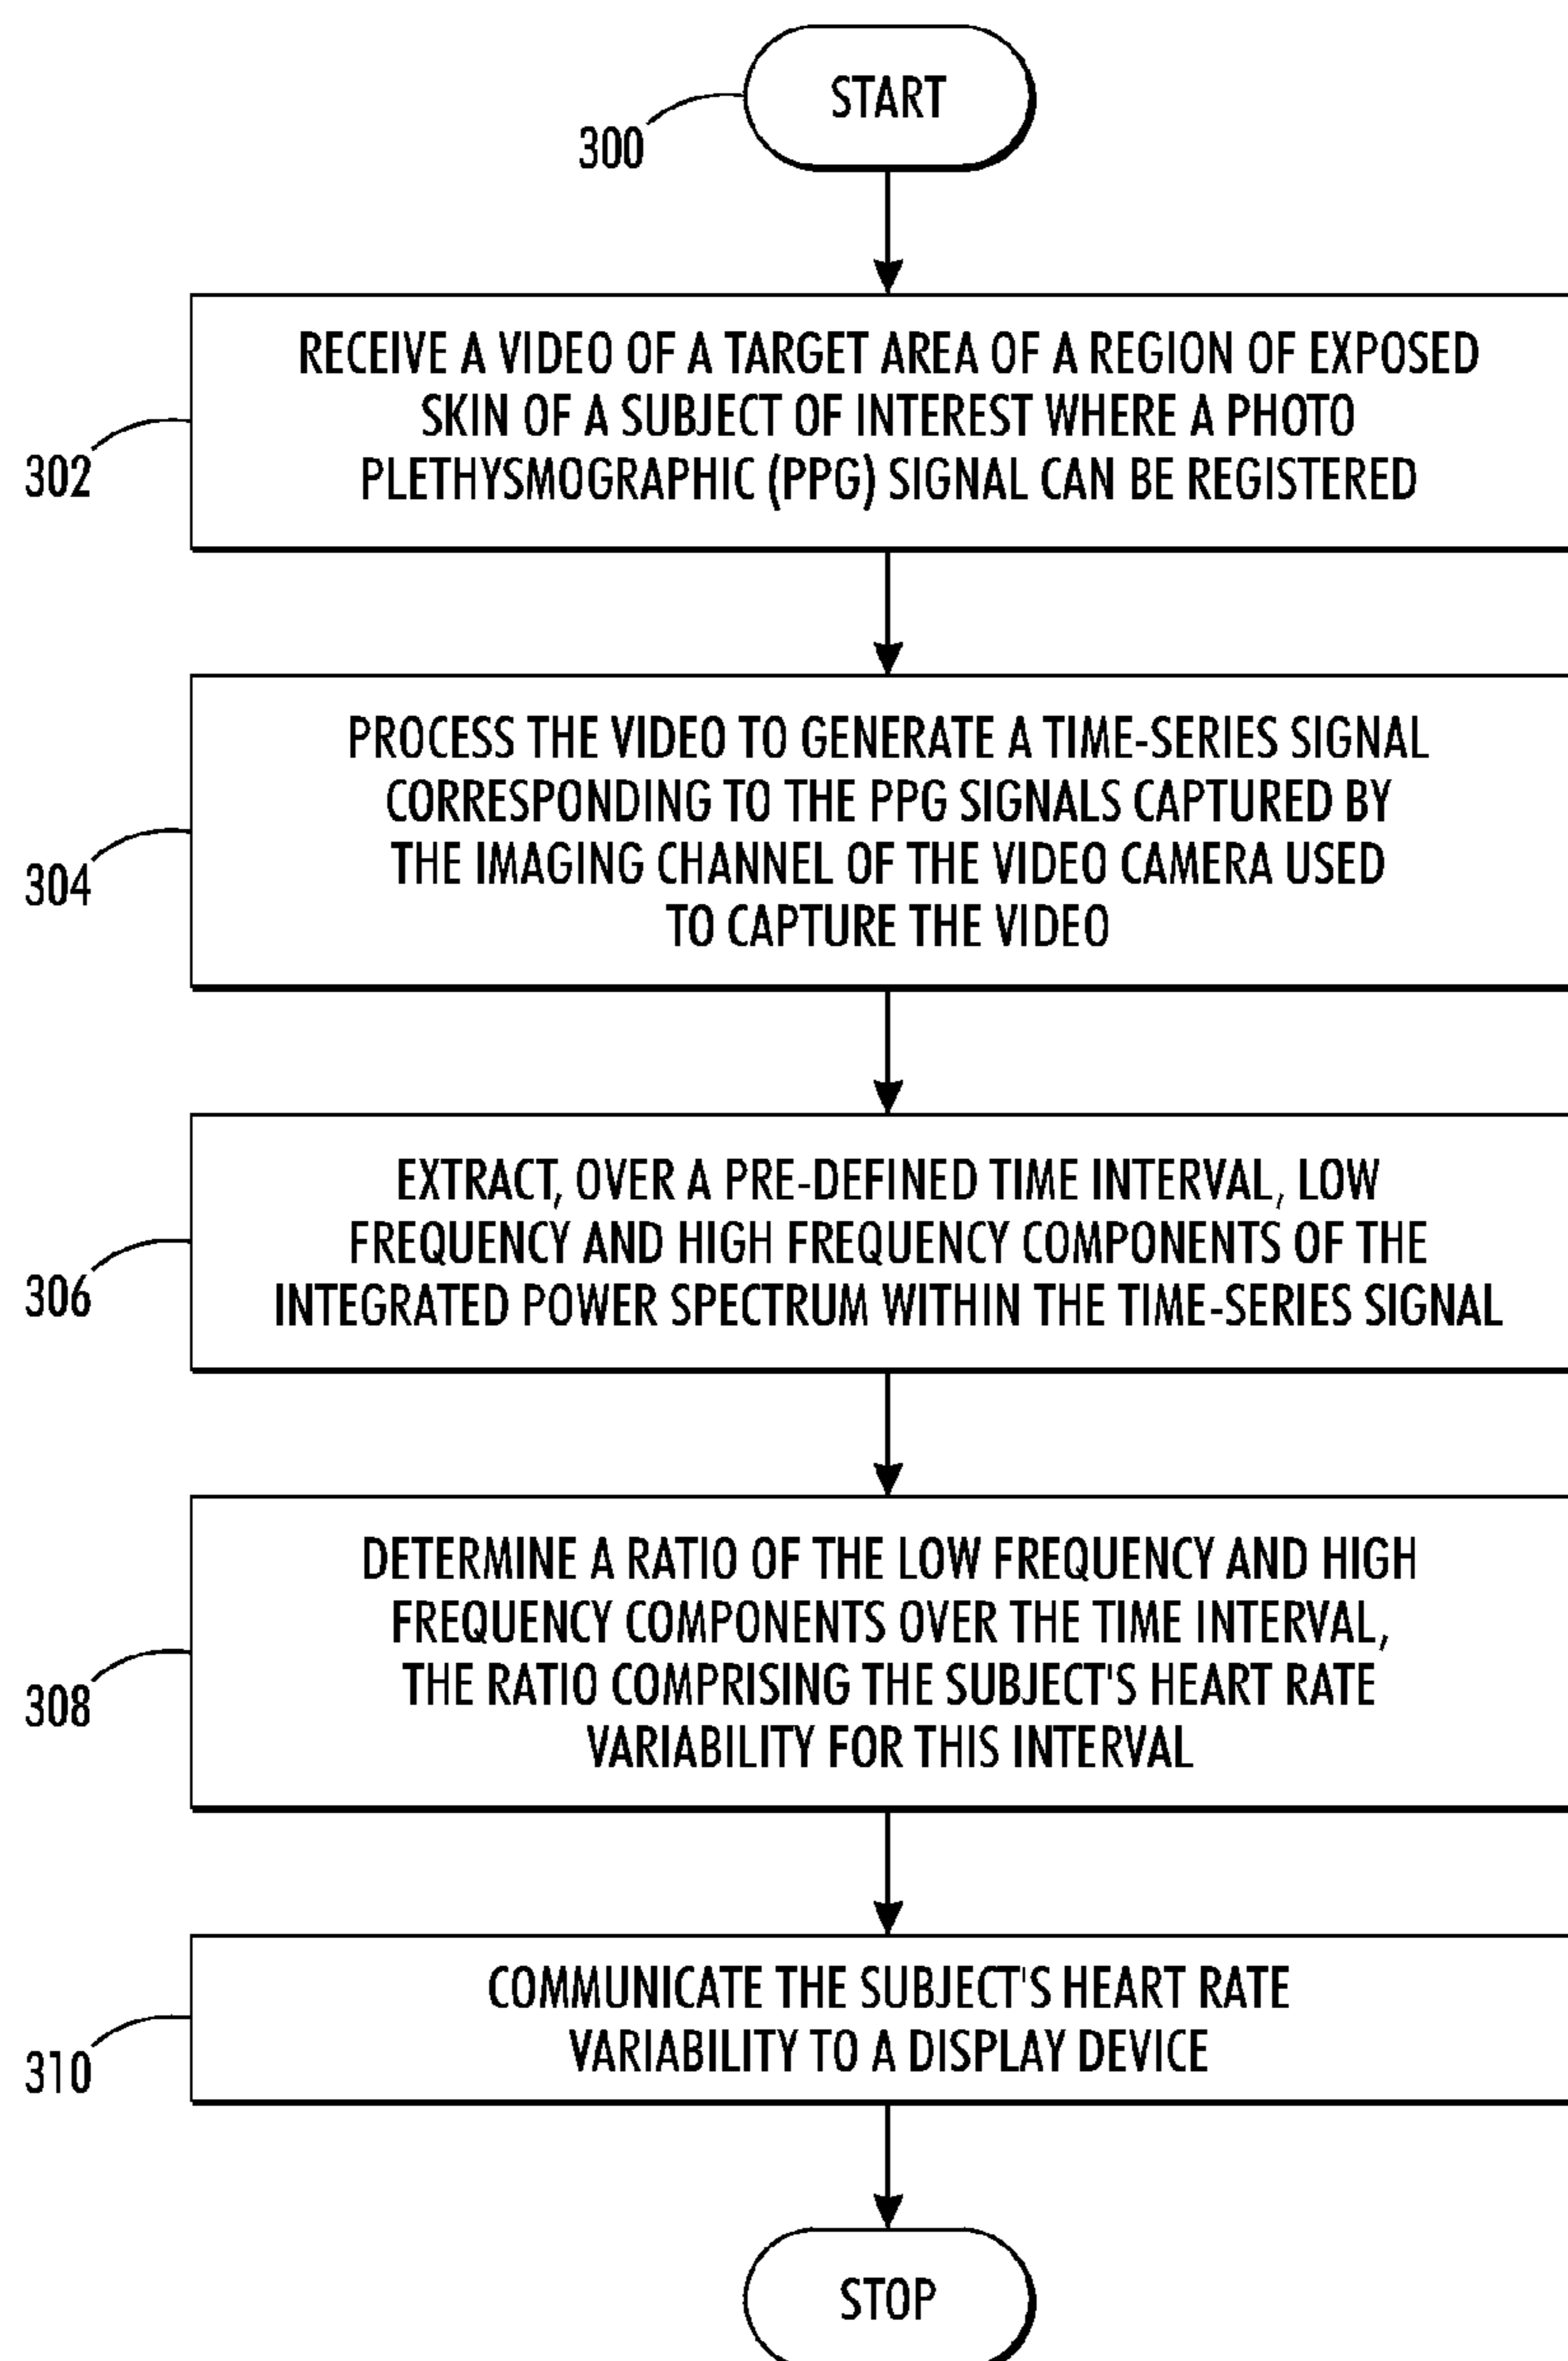 START
300
RECEIVE A VIDEO OF A TARGET AREA OF A REGION OF EXPOSED
SKIN OF A SUBJECT OF INTEREST WHERE A PHOTO
PLETHYSMOGRAPHIC (PPG) SIGNAL CAN BE REGISTERED
302
PROCESS THE VIDEO TO GENERATE A TIME-SERIES SIGNAL
CORRESPONDING TO THE PPG SIGNALS CAPTURED BY
THE IMAGING CHANNEL OF THE VIDEO CAMERA USED
TO CAPTURE THE VIDEO
304
EXTRACT, OVER A PRE-DEFINED TIME INTERVAL, LOW
FREQUENCY AND HIGH FREQUENCY COMPONENTS OF THE
INTEGRATED POWER SPECTRUM WITHIN THE TIME-SERIES SIGNAL
306
DETERMINE A RATIO OF THE LOW FREQUENCY AND HIGH
FREQUENCY COMPONENTS OVER THE TIME INTERVAL,
THE RATIO COMPRISING THE SUBJECT'S HEART RATE
VARIABILITY FOR THIS INTERVAL
308
COMMUNICATE THE SUBJECT'S HEART RATE
VARIABILITY TO A DISPLAY DEVICE
310
STOP